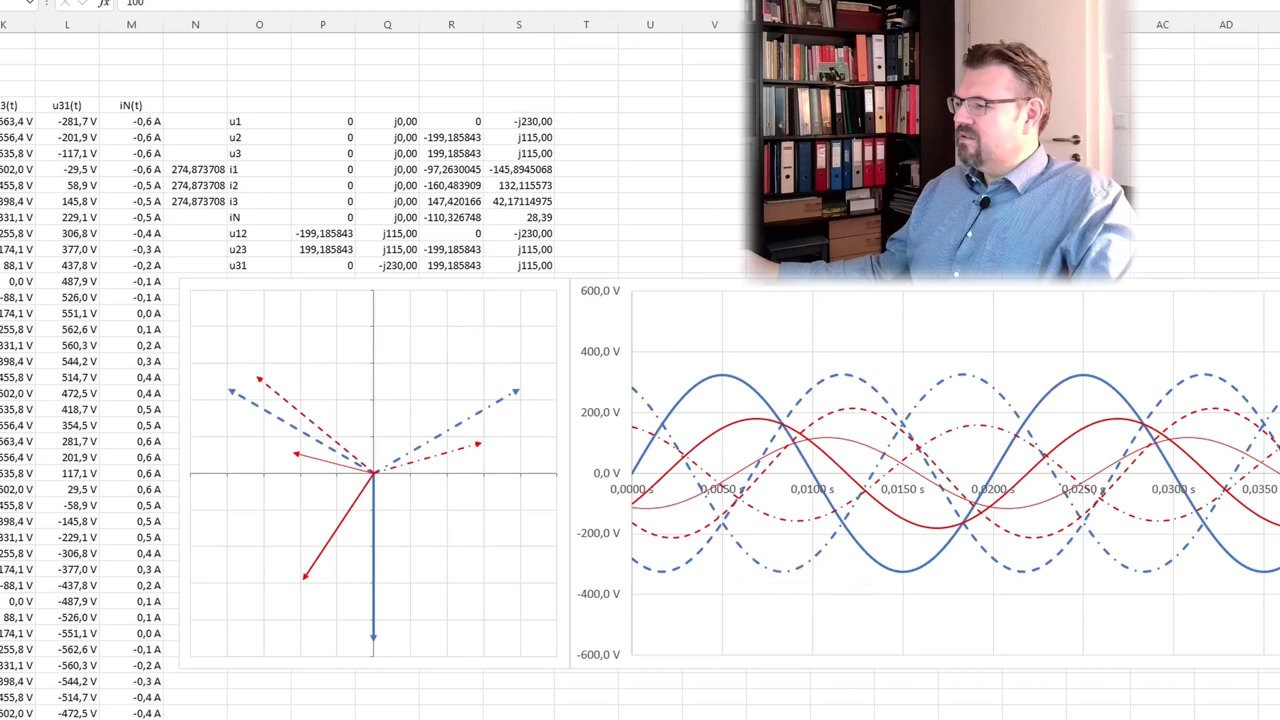 100
K L M N O P Q R S T U V AC AD
3(t) u31(t) iN(t)
563,4 V -281,7 V -0,6 A u1 0 j0,00 0 -j230,00
556,4 V -201,9 V -0,6 A u2 0 j0,00 -199,185843 j115,00
535,8 V -117,1 V -0,6 A u3 0 j0,00 199,185843 j115,00
502,0 V -29,5 V -0,6 A 274,873708 i1 0 j0,00 -97,2630045 -145,8945068
455,8 V 58,9 V -0,5 A 274,873708 i2 0 j0,00 -160,483909 132,115573
398,4 V 145,8 V -0,5 A 274,873708 i3 0 j0,00 147,420166 42,17114975
331,1 V 229,1 V -0,5 A iN 0 j0,00 -110,326748 28,39
255,8 V 306,8 V -0,4 A u12 -199,185843 j115,00 0 -j230,00
174,1 V 377,0 V -0,3 A u23 199,185843 j115,00 -199,185843 j115,00
88,1 V 437,8 V -0,2 A u31 0 -j230,00 199,185843 j115,00
0,0 V 487,9 V -0,1 A
-88,1 V 526,0 V -0,1 A
174,1 V 551,1 V 0,0 A
255,8 V 562,6 V 0,1 A
331,1 V 560,3 V 0,2 A
398,4 V 544,2 V 0,3 A
455,8 V 514,7 V 0,4 A
502,0 V 472,5 V 0,4 A
535,8 V 418,7 V 0,5 A
556,4 V 354,5 V 0,5 A
563,4 V 281,7 V 0,6 A
556,4 V 201,9 V 0,6 A
535,8 V 117,1 V 0,6 A
502,0 V 29,5 V 0,6 A
455,8 V -58,9 V 0,5 A
398,4 V -145,8 V 0,5 A
331,1 V -229,1 V 0,5 A
255,8 V -306,8 V 0,4 A
174,1 V -377,0 V 0,3 A
-88,1 V -437,8 V 0,2 A
0,0 V -487,9 V 0,1 A
88,1 V -526,0 V 0,1 A
174,1 V -551,1 V 0,0 A
255,8 V -562,6 V -0,1 A
331,1 V -560,3 V -0,2 A
398,4 V -544,2 V -0,3 A
455,8 V -514,7 V -0,4 A
502,0 V -472,5 V -0,4 A
600,0 V
400,0 V
200,0 V
0,0 V
0,0000 s 0,0050 s 0,0100 s 0,0150 s 0,0200 s 0,0250 s 0,0300 s 0,0350
-200,0 V
-400,0 V
-600,0 V